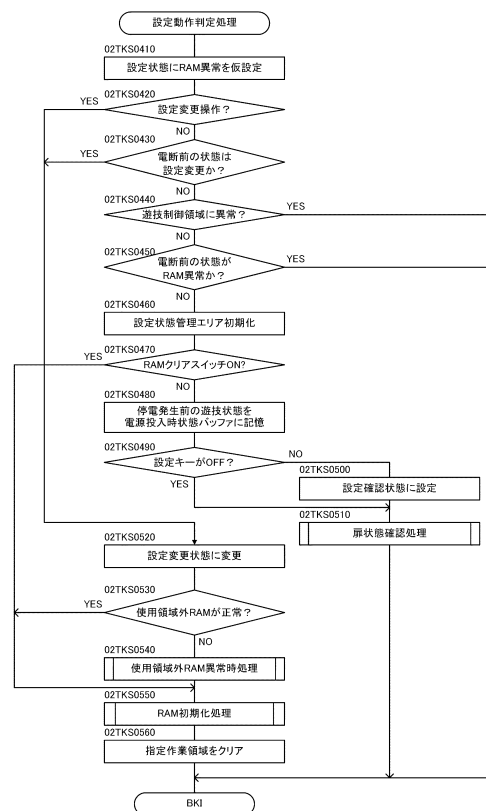 設定動作判定処理
02TKS0410
設定状態にRAM異常を仮設定
02TKS0420
YES
設定変更操作？
NO
02TKS0430
YES
電断前の状態は
設定変更か？
NO
02TKS0440
YES
遊技制御領域に異常？
NO
02TKS0450
YES
電断前の状態が
RAM異常か？
NO
02TKS0460
設定状態管理エリア初期化
02TKS0470
YES
RAMクリアスイッチON?
NO
02TKS0480
停電発生前の遊技状態を
電源投入時状態バッファに記憶
02TKS0490
NO
設定キーがOFF？
YES
02TKS0500
設定確認状態に設定
02TKS0510
扉状態確認処理
02TKS0520
設定変更状態に変更
02TKS0530
YES
使用領域外RAMが正常？
NO
02TKS0540
使用領域外RAM異常時処理
02TKS0550
RAM初期化処理
02TKS0560
指定作業領域をクリア
BKI